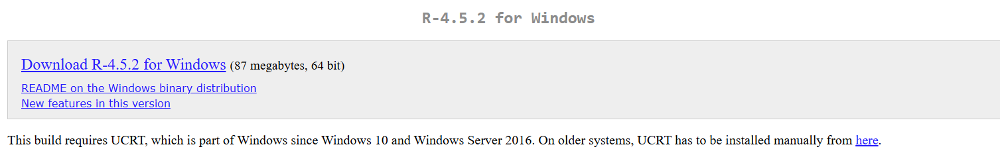 R-4.5.2 for Windows
Download R-4.5.2 for Windows (87 megabytes, 64 bit)
README on the Windows binary distribution
New features in this version
This build requires UCRT, which is part of Windows since Windows 10 and Windows Server 2016. On older systems, UCRT has to be installed manually from here.